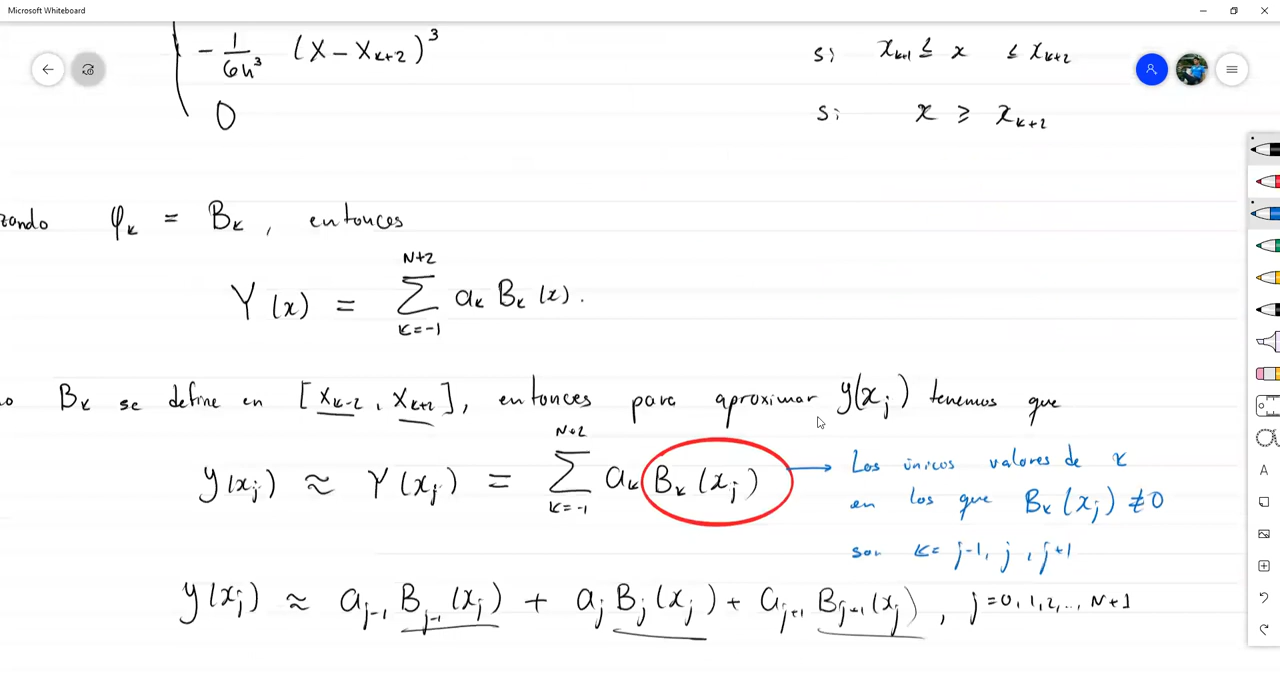 Microsoft Whiteboard
- 1/6h³ (x - x_{k+2})³ si x_{k+1} ≤ x ≤ x_{k+2}
0 si x ≥ x_{k+2}
zando φ_k = B_k, entonces
Y(x) = ∑_{k=-1}^{N+2} a_k B_k(x).
o B_k se define en [x_{k-2}, x_{k+2}], entonces para aproximar y(x_j) tenemos que
y(x_j) ≈ Y(x_j) = ∑_{k=-1}^{N+2} a_k B_k(x_j) → Los únicos valores de k
en los que B_k(x_j) ≠ 0
son k = j-1, j, j+1
y(x_j) ≈ a_{j-1} B_{j-1}(x_j) + a_j B_j(x_j) + a_{j+1} B_{j+1}(x_j), j = 0, 1, 2, ..., N+1
A